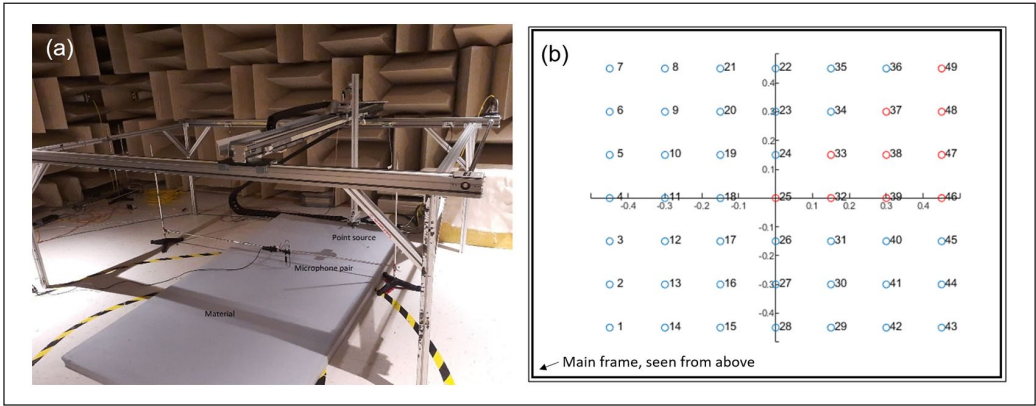 (a)
Point source
Microphone pair
Material
(b)
7 8 21 22 35 36 49
0.4
6 9 20 0.3 23 34 37 48
0.2
5 10 19 24 33 38 47
0.1
4 11 18 25 32 39 46
-0.4 -0.3 -0.2 -0.1 0.1 0.2 0.3 0.4
-0.1
3 12 17 26 31 40 45
-0.2
2 13 16 -0.3 27 30 41 44
-0.4
1 14 15 28 29 42 43
Main frame, seen from above